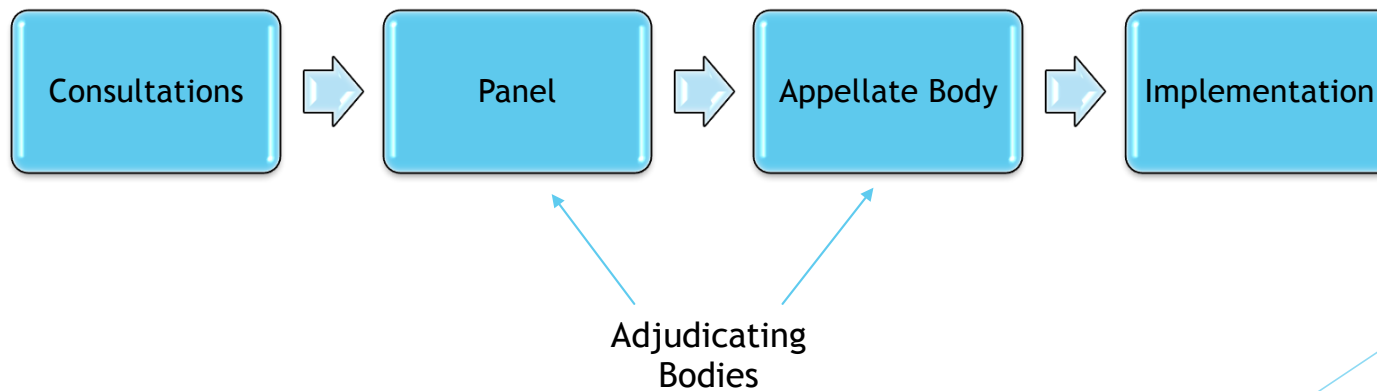 Consultations
Panel
Appellate Body
Implementation
Adjudicating
Bodies